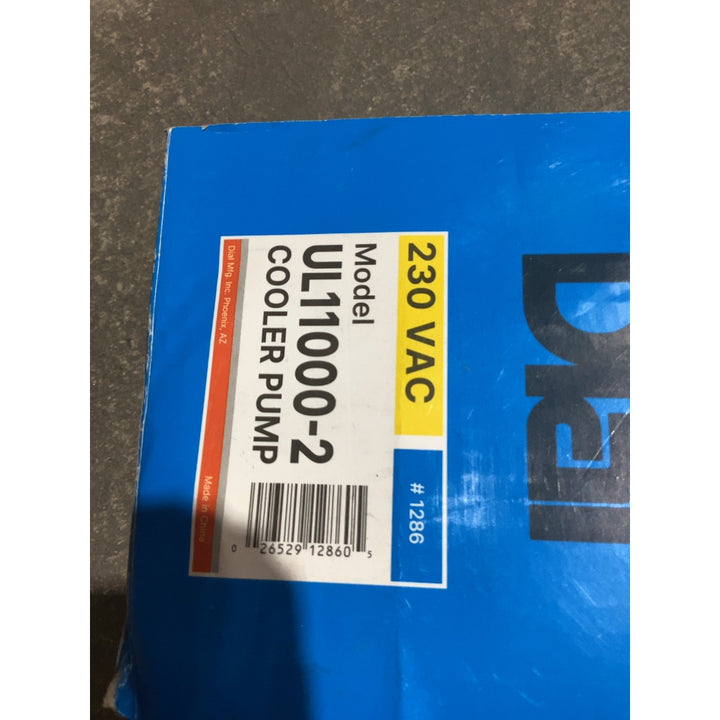 230 VAC
# 1286
Model
UL11000-2
COOLER PUMP
0 26529 12860 5
Dial Mfg. Inc. Phoenix, AZ
Made in China
Dial